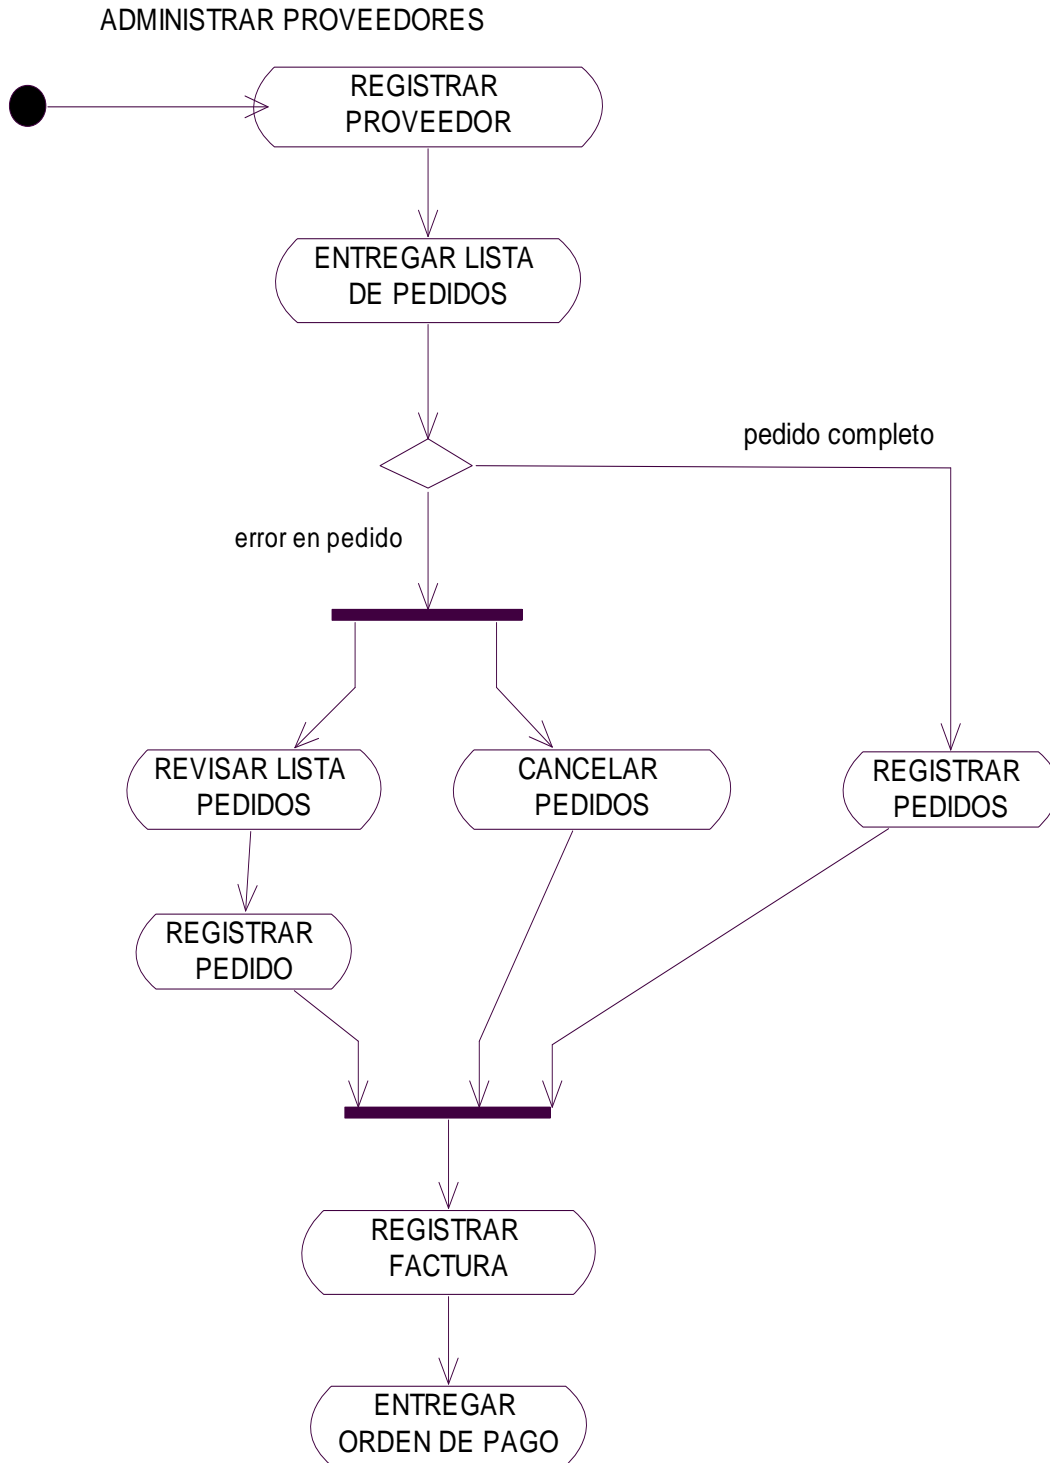 ADMINISTRAR PROVEEDORES
REGISTRAR
PROVEEDOR
ENTREGAR LISTA
DE PEDIDOS
pedido completo
error en pedido
REVISAR LISTA
PEDIDOS
CANCELAR
PEDIDOS
REGISTRAR
PEDIDOS
REGISTRAR
PEDIDO
REGISTRAR
FACTURA
ENTREGAR
ORDEN DE PAGO